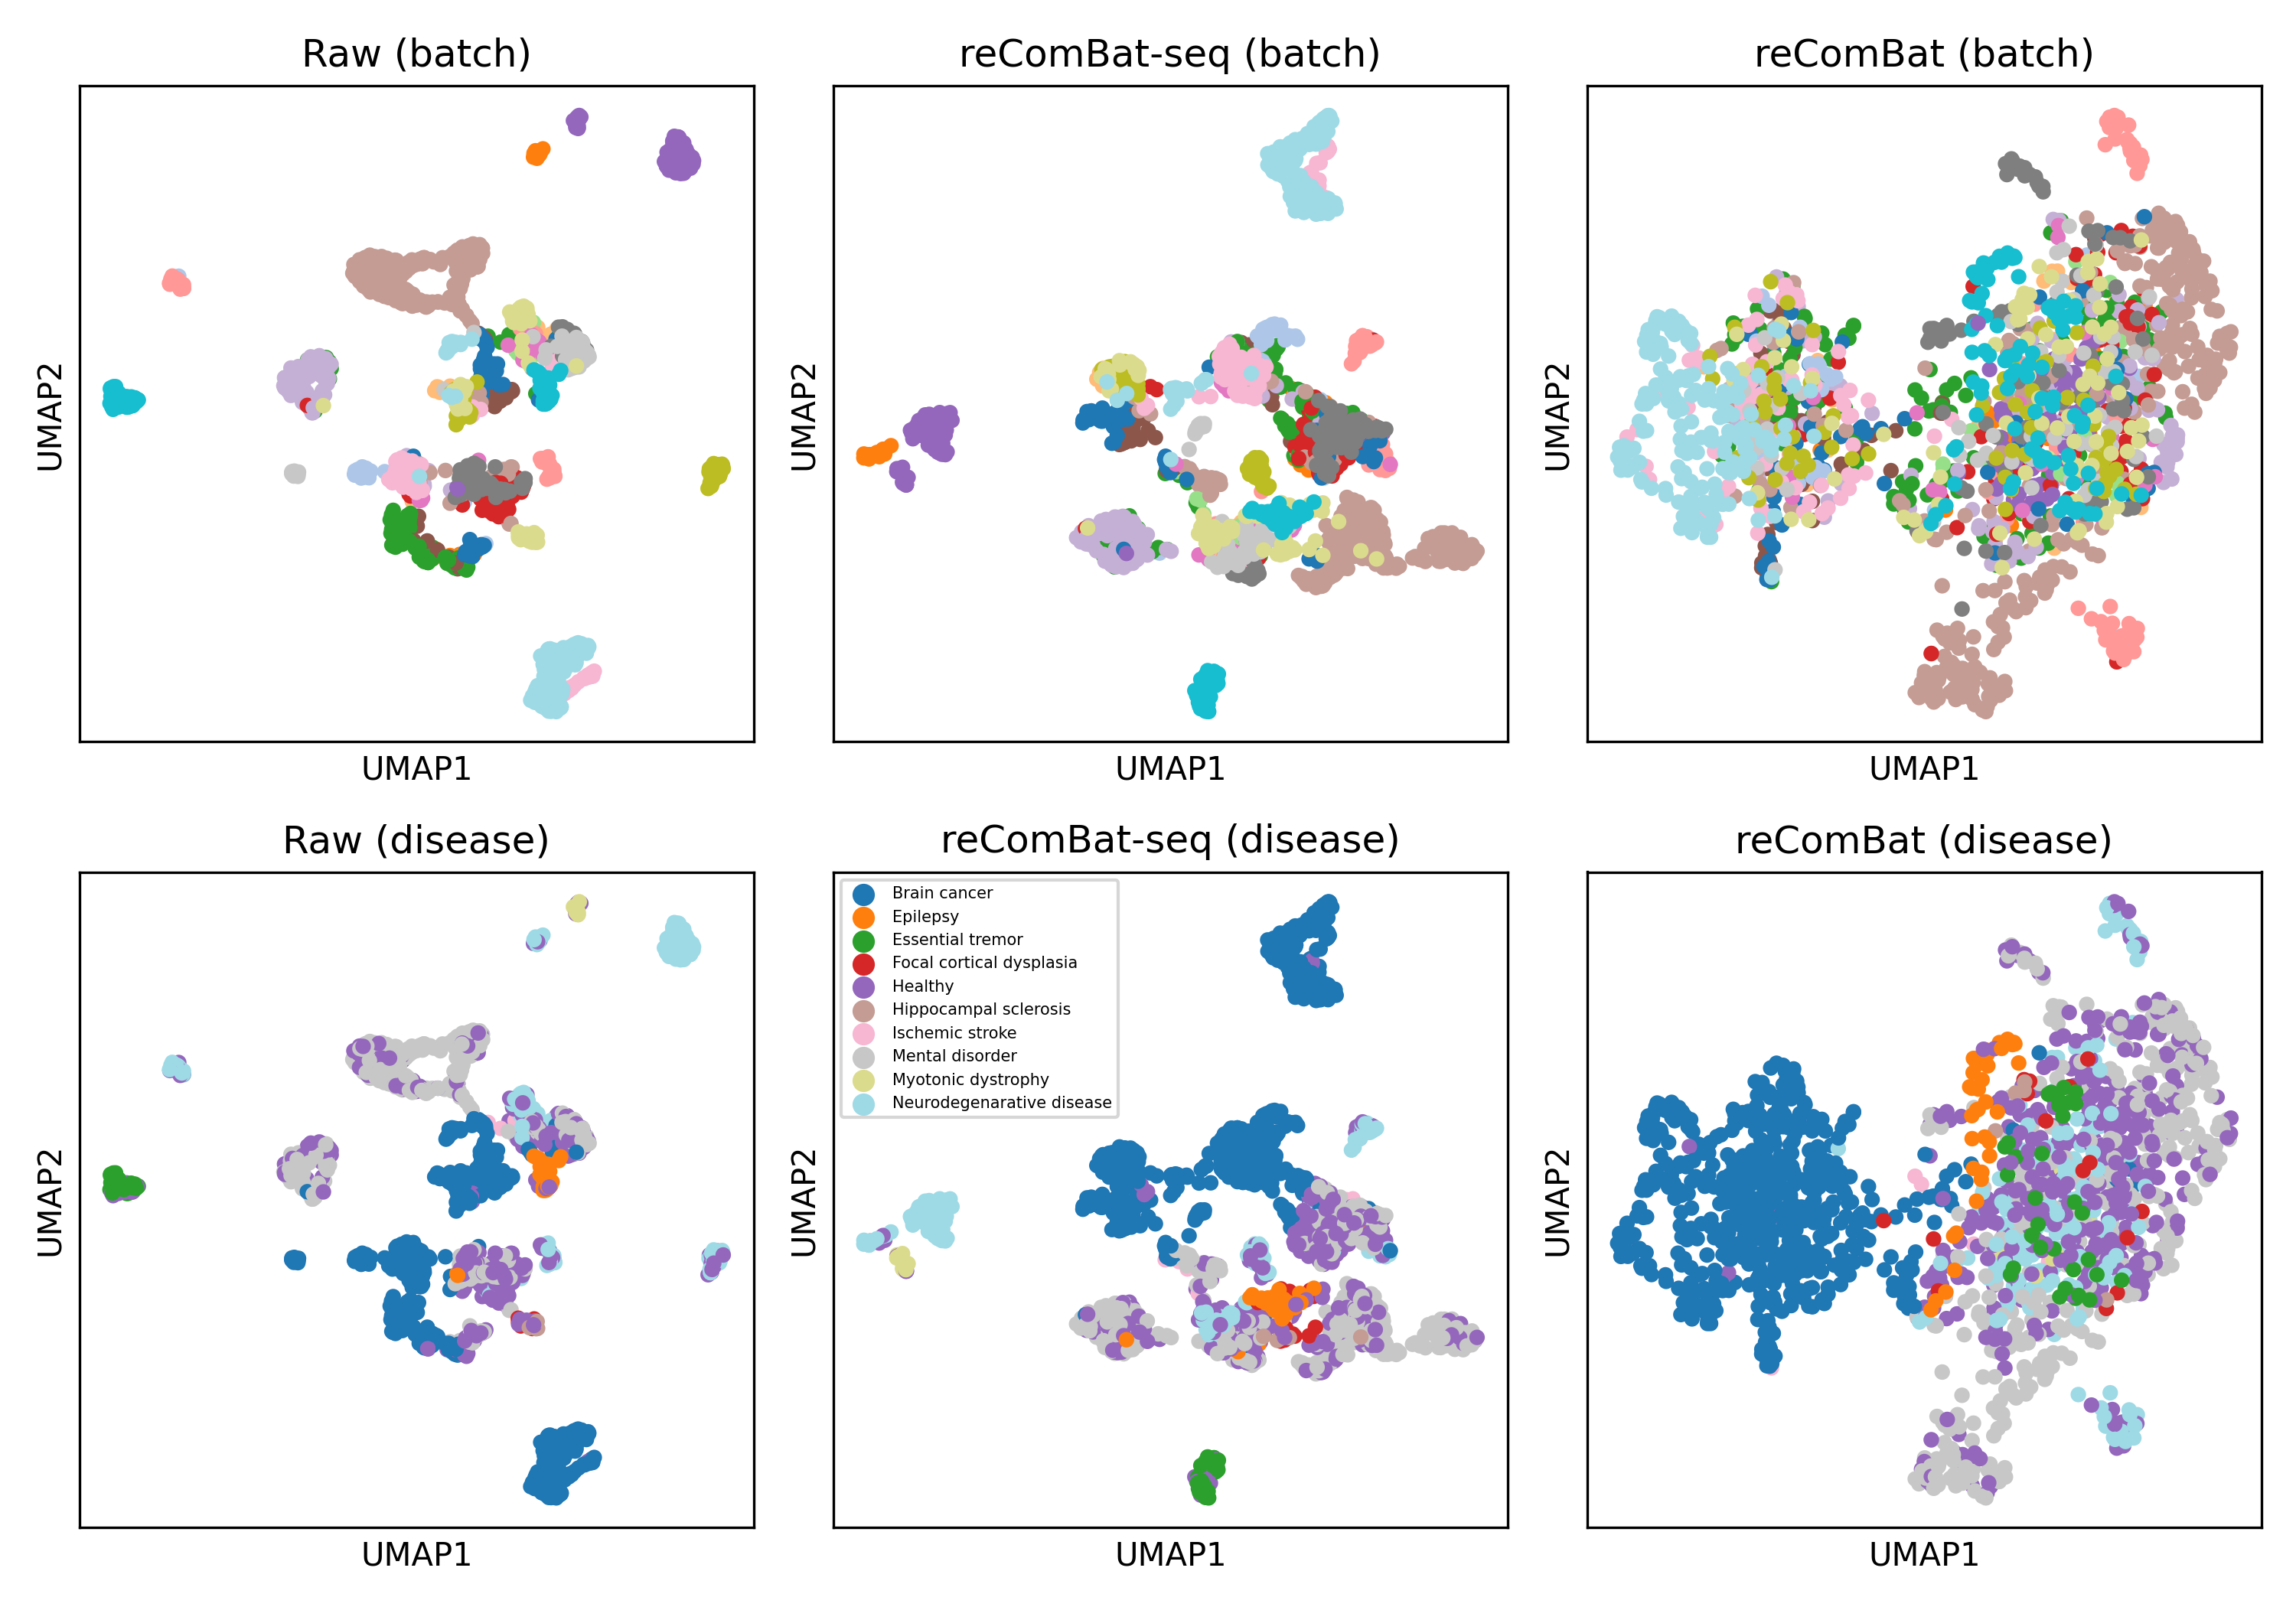 Raw (batch)
reComBat-seq (batch)
reComBat (batch)
UMAP2
UMAP1
UMAP2
UMAP1
UMAP2
UMAP1
Raw (disease)
reComBat-seq (disease)
reComBat (disease)
UMAP2
UMAP1
UMAP2
Brain cancer
Epilepsy
Essential tremor
Focal cortical dysplasia
Healthy
Hippocampal sclerosis
Ischemic stroke
Mental disorder
Myotonic dystrophy
Neurodegenarative disease
UMAP1
UMAP2
UMAP1